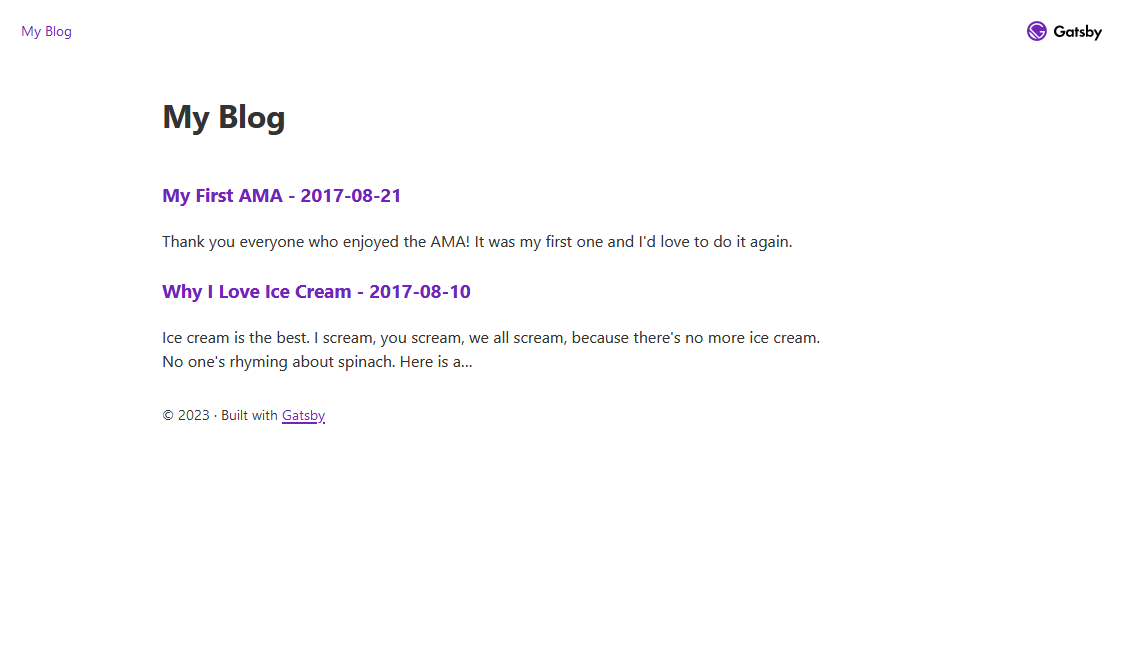 My Blog
Gatsby
My Blog
My First AMA - 2017-08-21
Thank you everyone who enjoyed the AMA! It was my first one and I'd love to do it again.
Why I Love Ice Cream - 2017-08-10
Ice cream is the best. I scream, you scream, we all scream, because there's no more ice cream.
No one's rhyming about spinach. Here is a…
© 2023 · Built with Gatsby